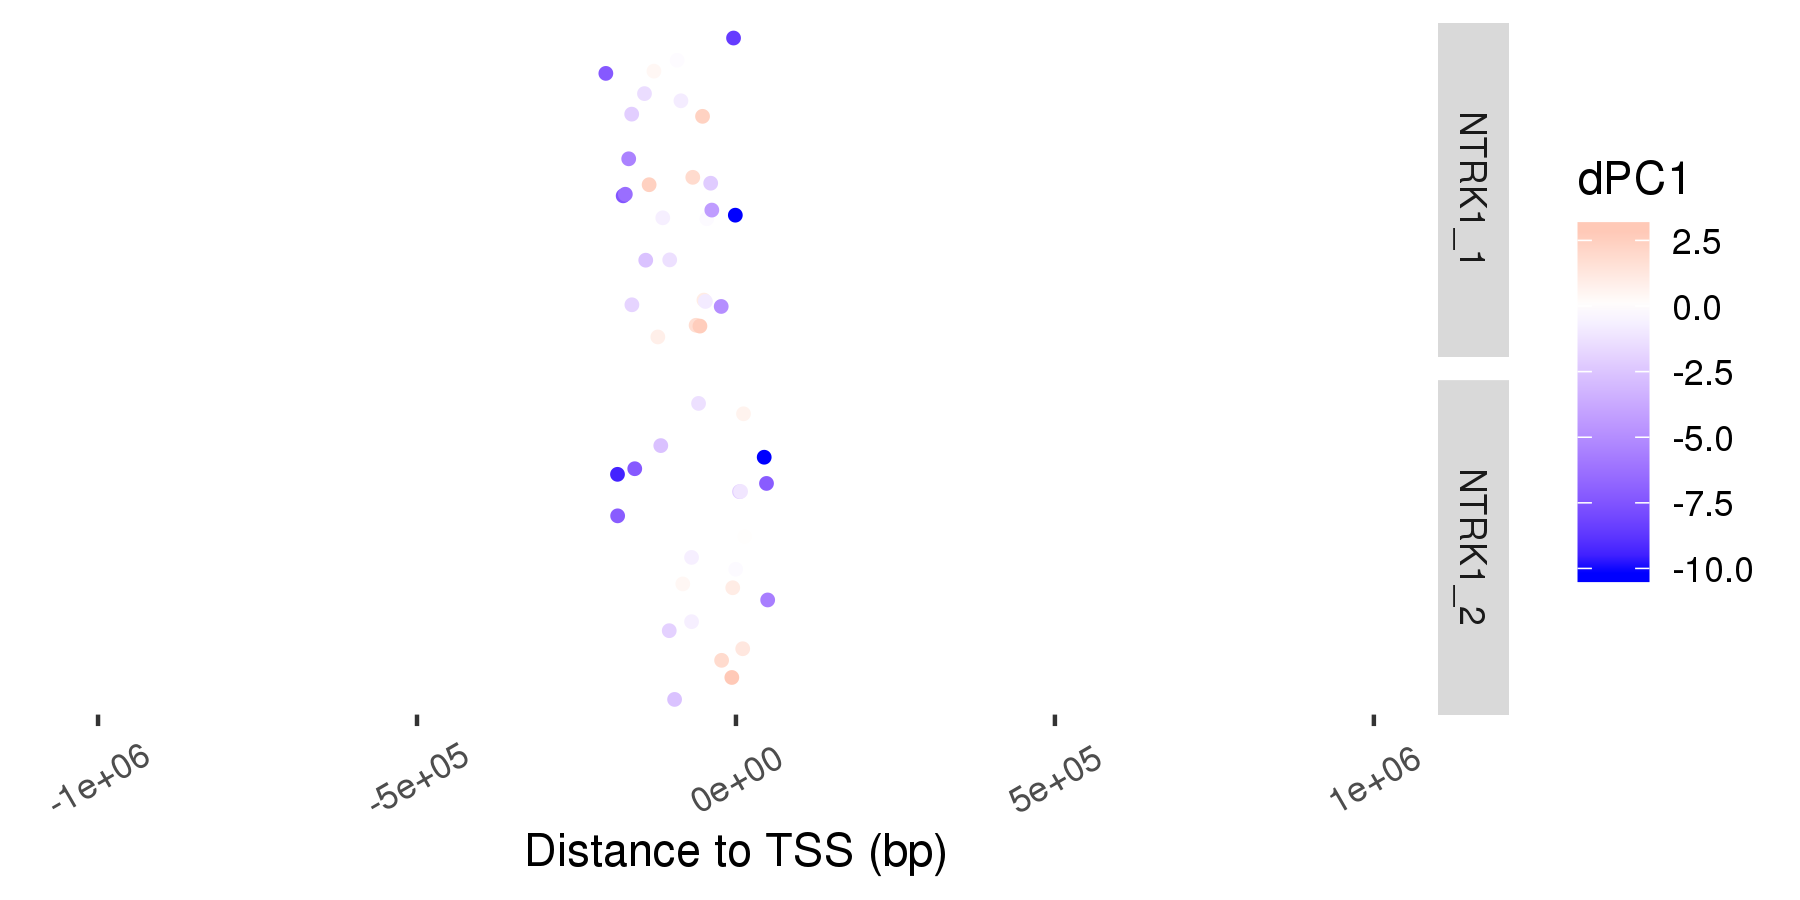 NTRK1_1
NTRK1_2
dPC1
2.5
0.0
-2.5
-5.0
-7.5
-10.0
-1e+06
-5e+05
0e+00
5e+05
1e+06
Distance to TSS (bp)